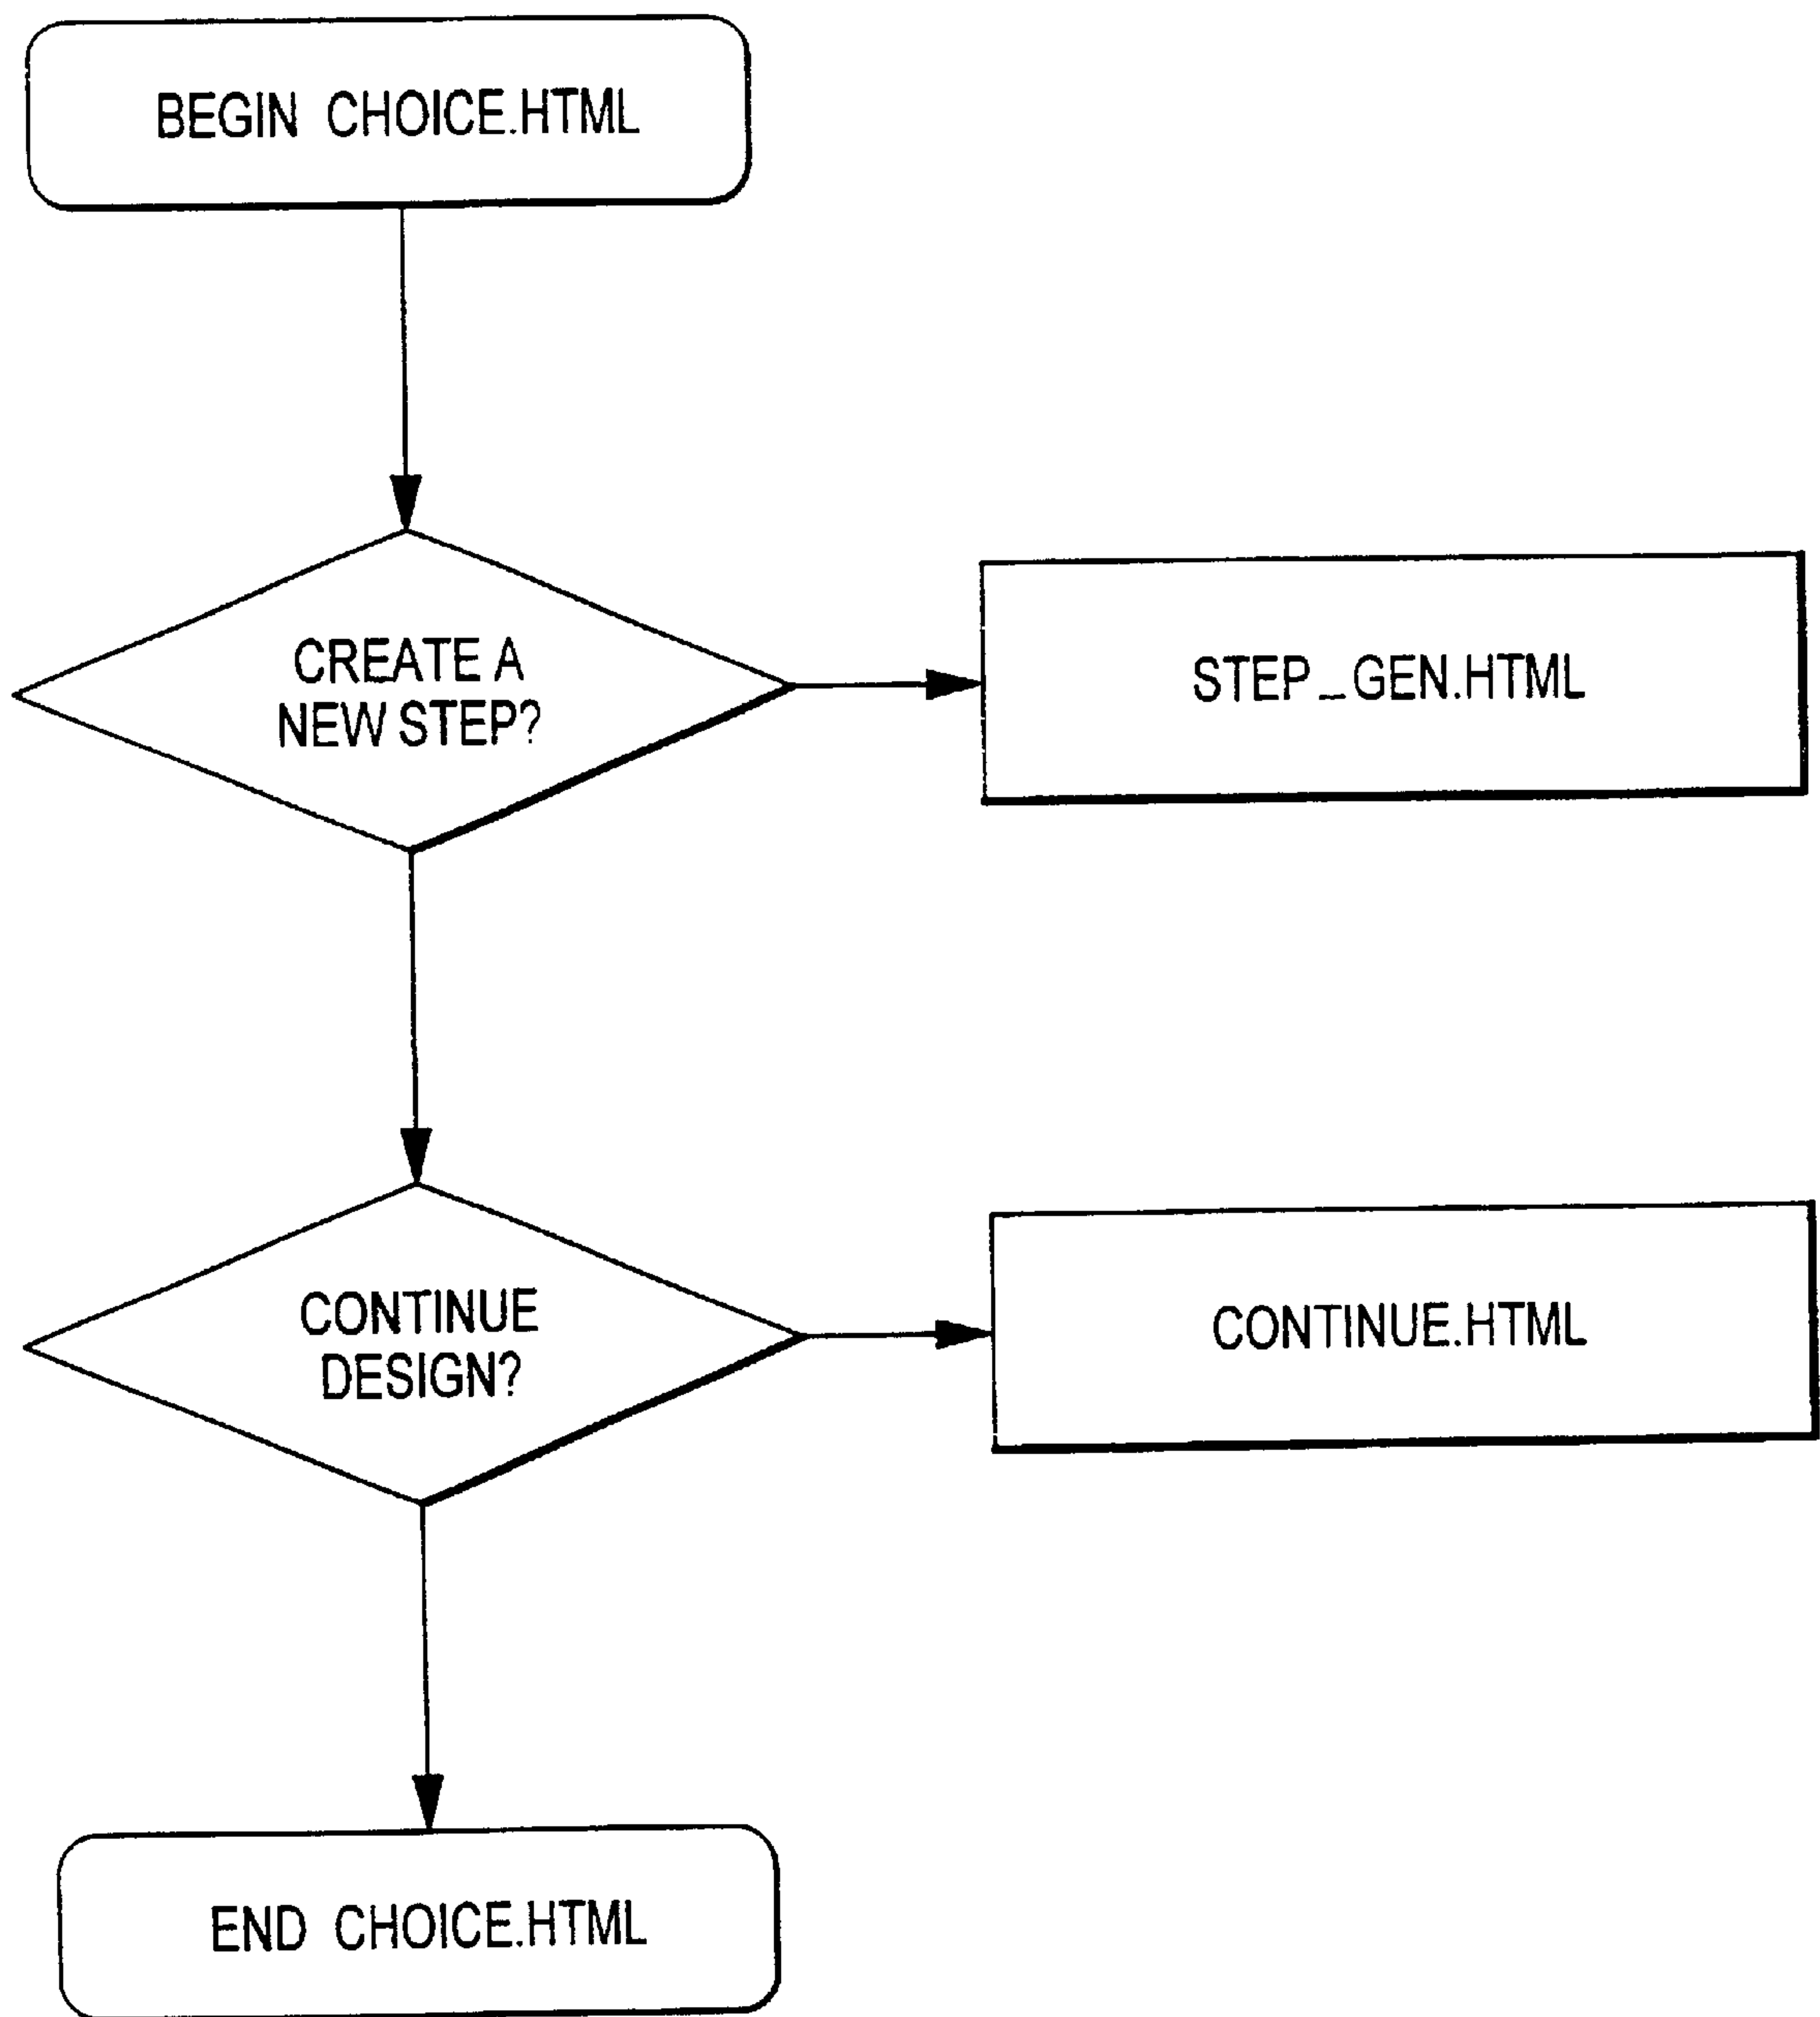 BEGIN CHOICE.HTML
CREATE A
NEW STEP?
STEP_GEN.HTML
CONTINUE
DESIGN?
CONTINUE.HTML
END CHOICE.HTML